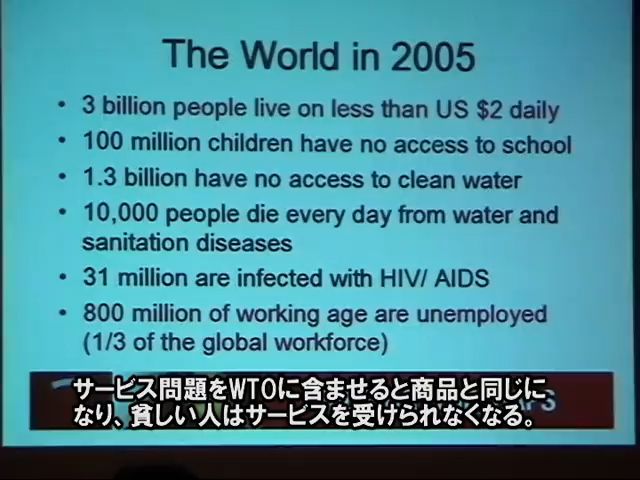 The World in 2005
• 3 billion people live on less than US $2 daily
• 100 million children have no access to school
• 1.3 billion have no access to clean water
• 10,000 people die every day from water and
sanitation diseases
• 31 million are infected with HIV/ AIDS
• 800 million of working age are unemployed
(1/3 of the global workforce)
サービス問題をWTOに含ませると商品と同じに
なり、貧しい人はサービスを受けられなくなる。